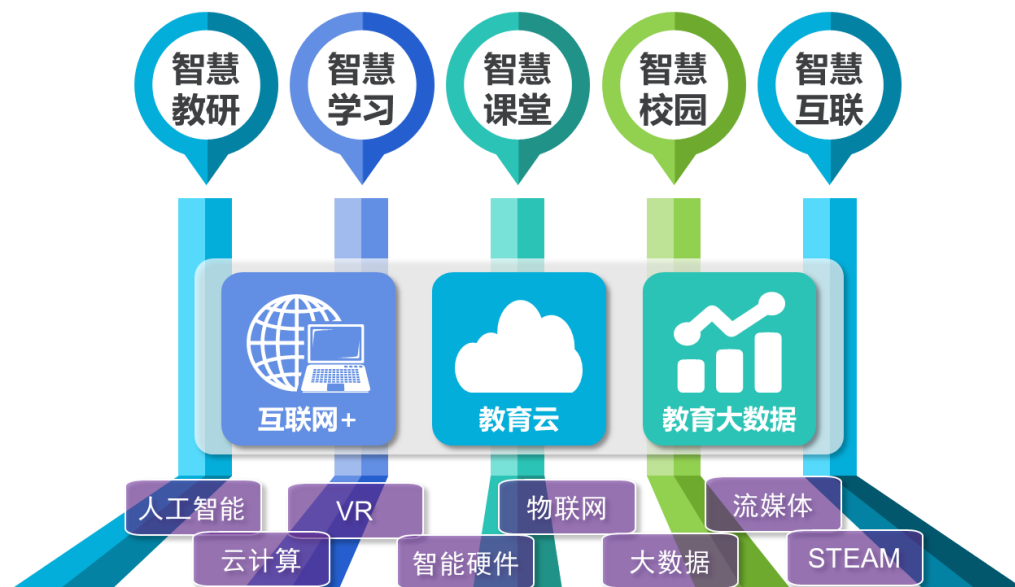 智慧
教研
智慧
学习
智慧
课堂
智慧
校园
智慧
互联
互联网+
教育云
教育大数据
人工智能
VR
物联网
流媒体
云计算
智能硬件
大数据
STEAM